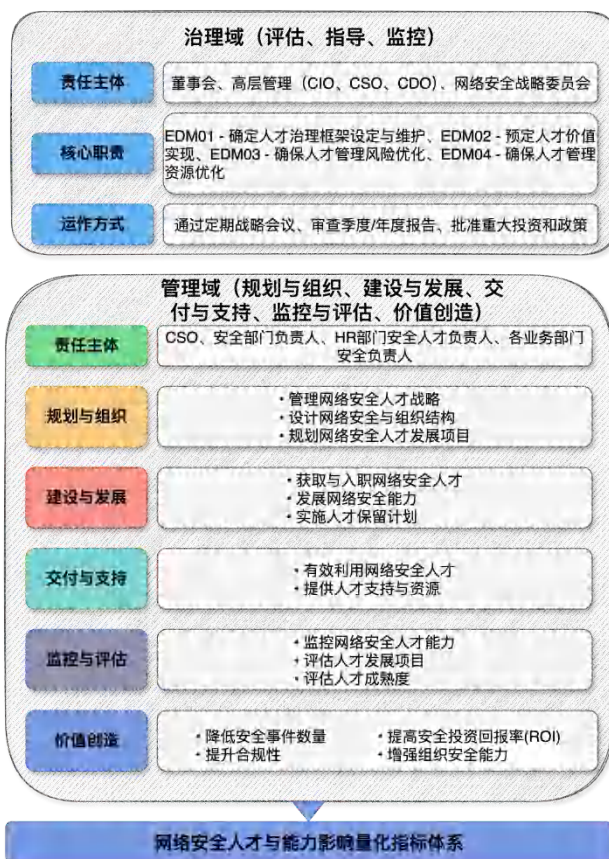 治理域（评估、指导、监控）
责任主体
董事会、高层管理（CIO、CSO、CDO）、网络安全战略委员会
核心职责
EDM01 - 确定人才治理框架设定与维护、EDM02 - 预定人才价值
实现、EDM03 - 确保人才管理风险优化、EDM04 - 确保人才管理
资源优化
运作方式
通过定期战略会议、审查季度/年度报告、批准重大投资和政策
管理域（规划与组织、建设与发展、交
付与支持、监控与评估、价值创造）
责任主体
CSO、安全部门负责人、HR部门安全人才负责人、各业务部门
安全负责人
规划与组织
• 管理网络安全人才战略
• 设计网络安全与组织结构
• 规划网络安全人才发展项目
建设与发展
• 获取与入职网络安全人才
• 发展网络安全能力
• 实施人才保留计划
交付与支持
• 有效利用网络安全人才
• 提供人才支持与资源
监控与评估
• 监控网络安全人才能力
• 评估人才发展项目
• 评估人才成熟度
价值创造
• 降低安全事件数量
• 提升合规性
• 提高安全投资回报率(ROI)
• 增强组织安全能力
网络安全人才与能力影响量化指标体系